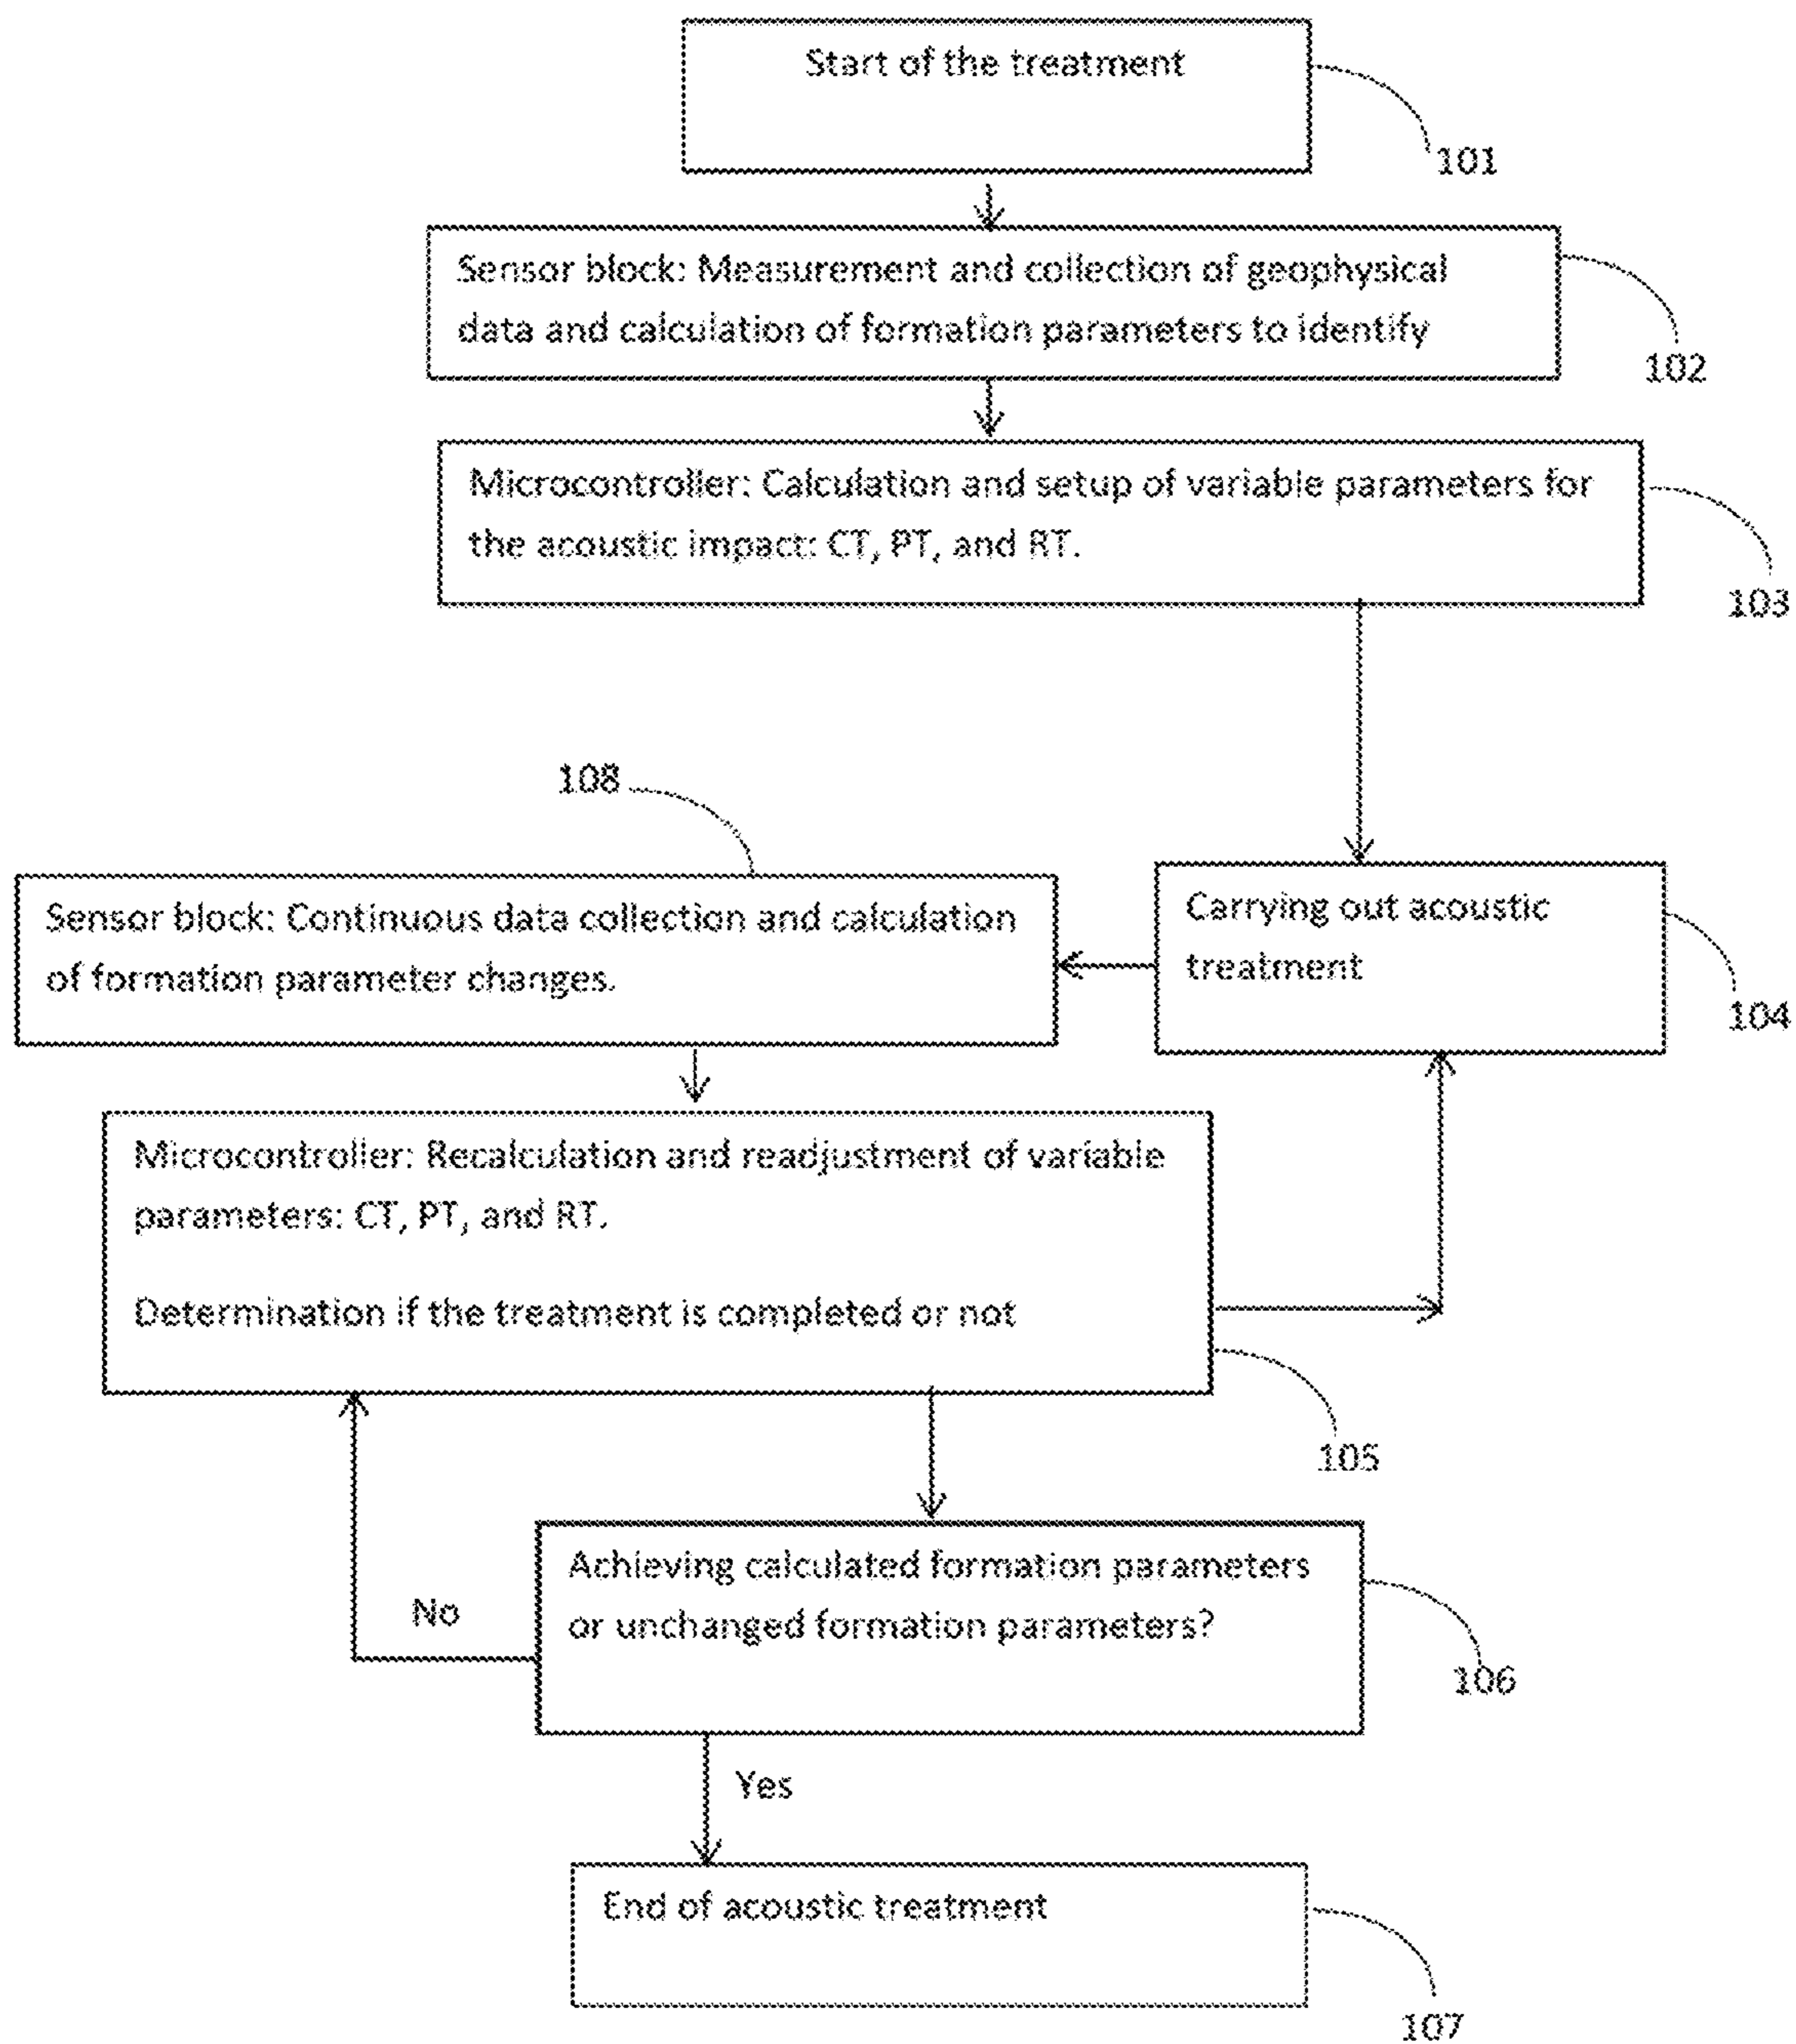 Start of the treatment
101
Sensor block: Measurement and collection of geophysical
data and calculation of formation parameters to identify
102
Microcontroller: Calculation and setup of variable parameters for
the acoustic impact: CT, PT, and RT.
103
108
Sensor block: Continuous data collection and calculation
of formation parameter changes.
Carrying out acoustic
treatment
104
Microcontroller: Recalculation and readjustment of variable
parameters: CT, PT, and RT.
Determination if the treatment is completed or not
105
Achieving calculated formation parameters
or unchanged formation parameters?
No
106
Yes
End of acoustic treatment
107